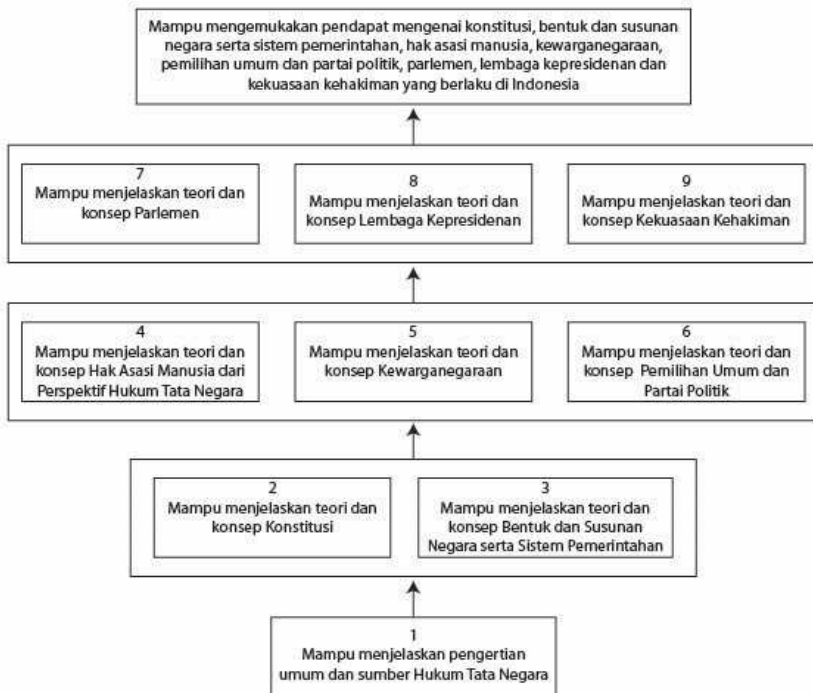 Mampu mengemukakan pendapat mengenai konstitusi, bentuk dan susunan
negara serta sistem pemerintahan, hak asasi manusia, kewarganegaraan,
pemilihan umum dan partai politik, parlemen, lembaga kepresidenan dan
kekuasaan kehakiman yang berlaku di Indonesia
7
Mampu menjelaskan teori dan
konsep Parlemen
8
Mampu menjelaskan teori dan
konsep Lembaga Kepresidenan
9
Mampu menjelaskan teori dan
konsep Kekuasaan Kehakiman
4
Mampu menjelaskan teori dan
konsep Hak Asasi Manusia dari
Perspektif Hukum Tata Negara
5
Mampu menjelaskan teori dan
konsep Kewarganegaraan
6
Mampu menjelaskan teori dan
konsep Pemilihan Umum dan
Partai Politik
2
Mampu menjelaskan teori dan
konsep Konstitusi
3
Mampu menjelaskan teori dan
konsep Bentuk dan Susunan
Negara serta Sistem Pemerintahan
1
Mampu menjelaskan pengertian
umum dan sumber Hukum Tata Negara